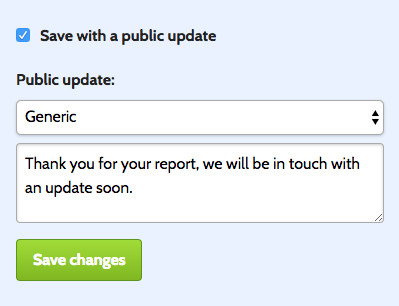 Save with a public update
Public update:
Generic
Thank you for your report, we will be in touch with
an update soon.
Save changes